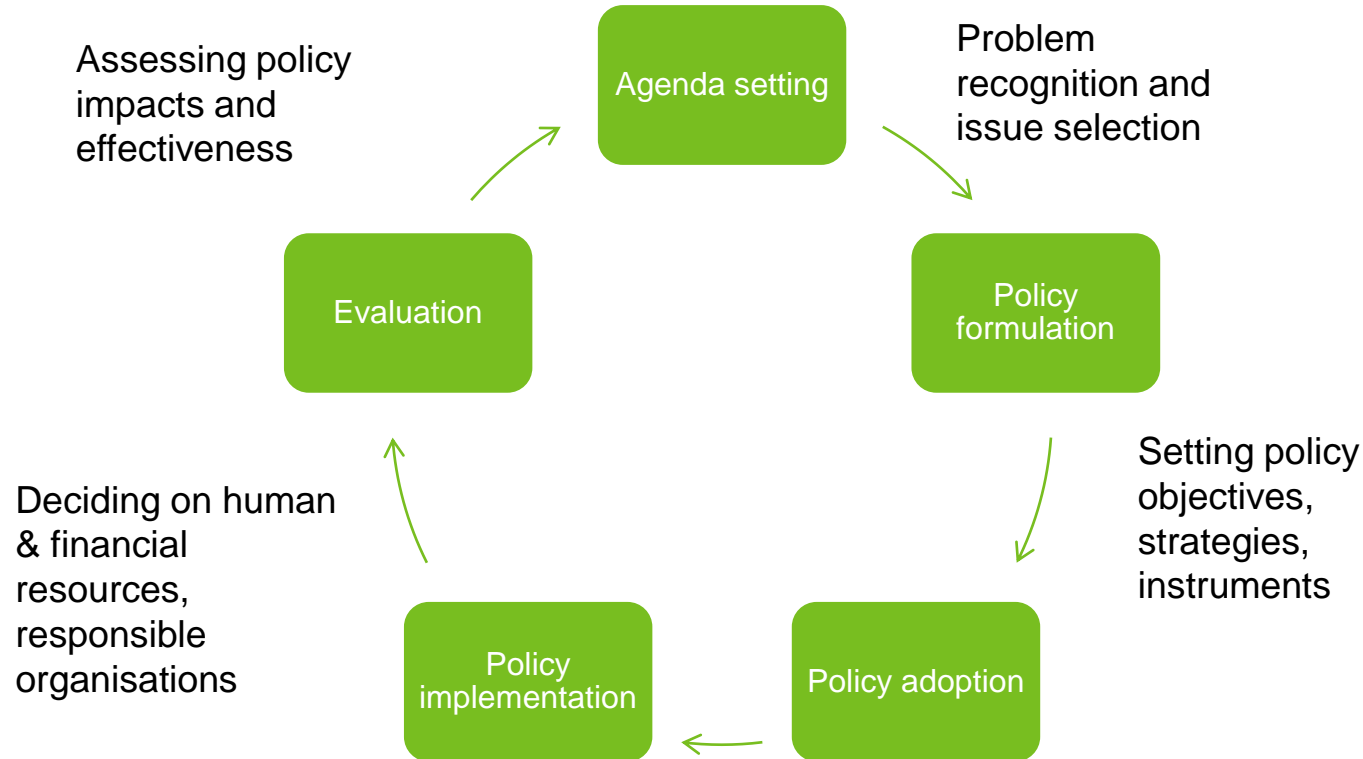 Agenda setting
Problem
recognition and
issue selection
Policy
formulation
Setting policy
objectives,
strategies,
instruments
Policy adoption
Policy
implementation
Deciding on human
& financial
resources,
responsible
organisations
Evaluation
Assessing policy
impacts and
effectiveness